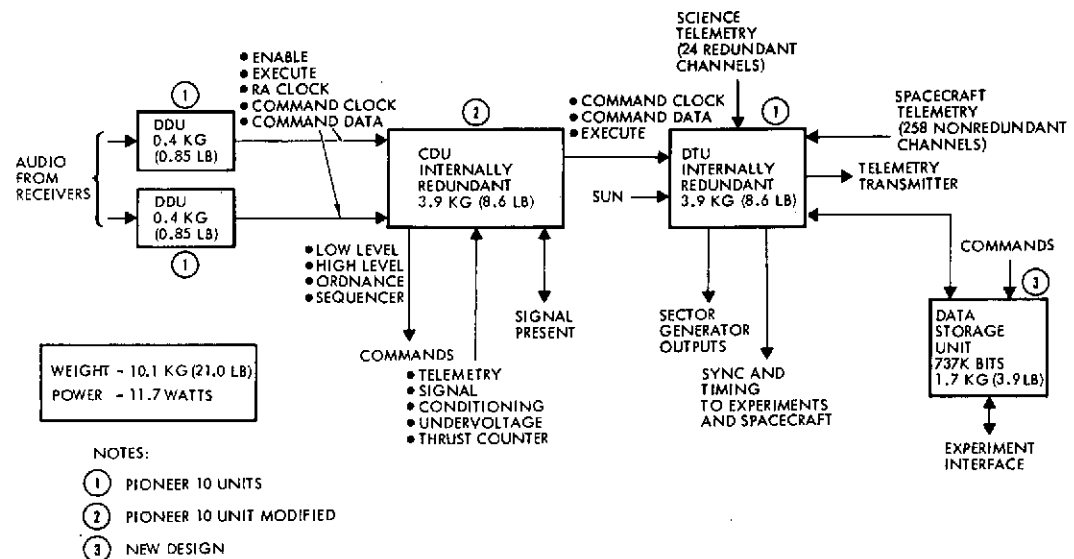 SCIENCE
TELEMETRY
(24 REDUNDANT
CHANNELS)
● ENABLE
● EXECUTE
● RA CLOCK
● COMMAND CLOCK
● COMMAND DATA
1
DDU
0.4 KG
(0.85 LB)
AUDIO
FROM
RECEIVERS
DDU
0.4 KG
(0.85 LB)
1
2
CDU
INTERNALLY
REDUNDANT
3.9 KG (8.6 LB)
● COMMAND CLOCK
● COMMAND DATA
● EXECUTE
1
DTU
INTERNALLY
REDUNDANT
3.9 KG (8.6 LB)
SUN
SPACECRAFT
TELEMETRY
(258 NONREDUNDANT
CHANNELS)
TELEMETRY
TRANSMITTER
● LOW LEVEL
● HIGH LEVEL
● ORDNANCE
● SEQUENCER
COMMANDS
● TELEMETRY
● SIGNAL
● CONDITIONING
● UNDERVOLTAGE
● THRUST COUNTER
SIGNAL
PRESENT
SECTOR
GENERATOR
OUTPUTS
SYNC AND
TIMING
TO EXPERIMENTS
AND SPACECRAFT
COMMANDS
3
DATA
STORAGE
UNIT
737K BITS
1.7 KG (3.9 LB)
EXPERIMENT
INTERFACE
WEIGHT - 10.1 KG (21.0 LB)
POWER - 11.7 WATTS
NOTES:
1 PIONEER 10 UNITS
2 PIONEER 10 UNIT MODIFIED
3 NEW DESIGN